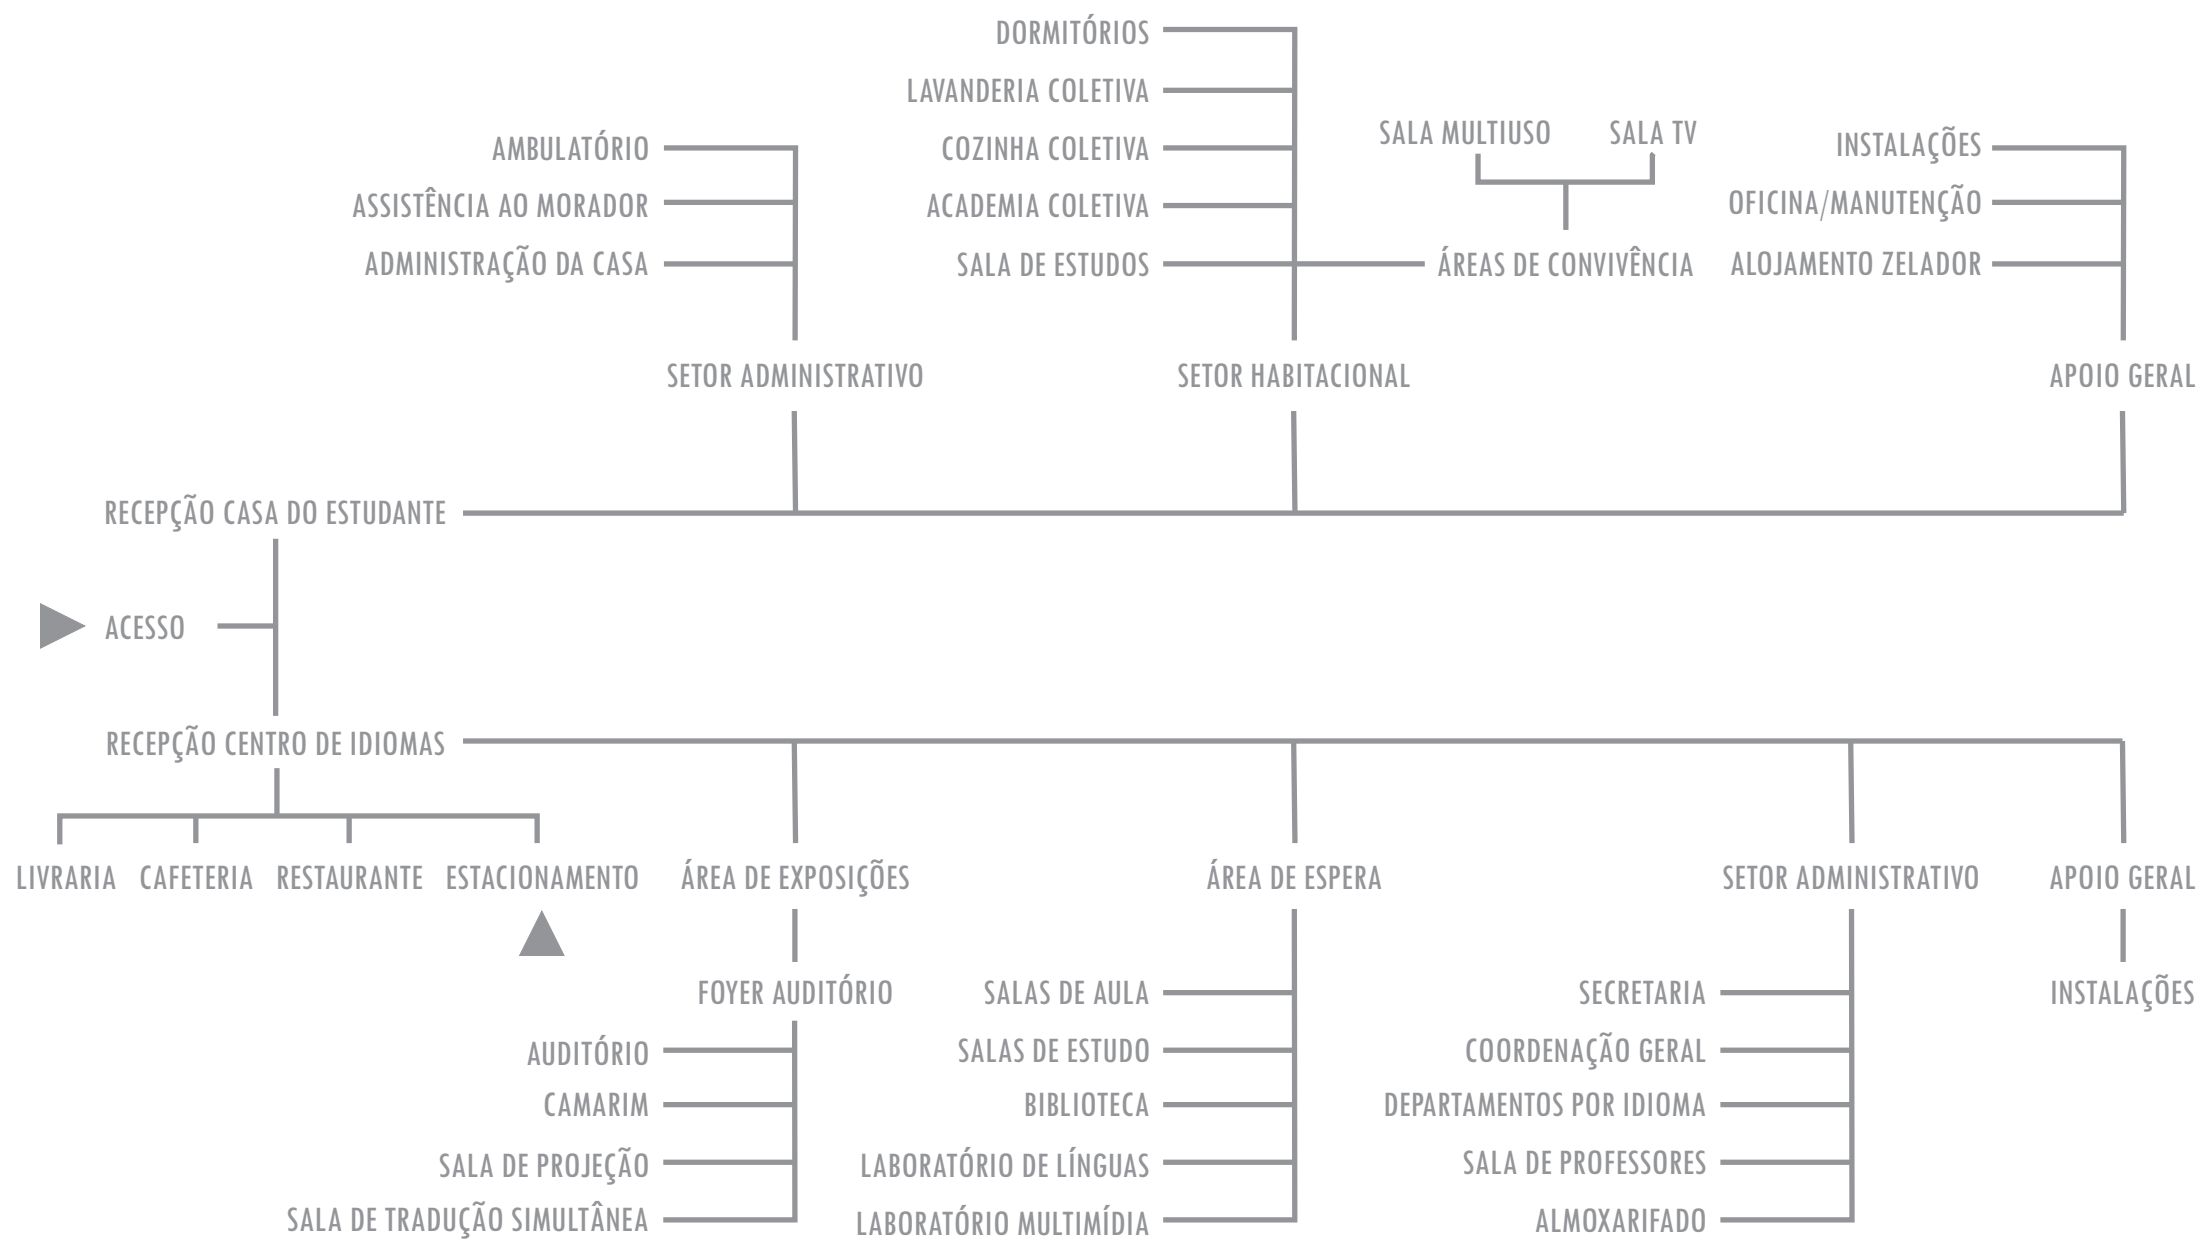 DORMITÓRIOS
LAVANDERIA COLETIVA
COZINHA COLETIVA
ACADEMIA COLETIVA
SALA DE ESTUDOS
SALA MULTIUSO
SALA TV
ÁREAS DE CONVIVÊNCIA
AMBULATÓRIO
ASSISTÊNCIA AO MORADOR
ADMINISTRAÇÃO DA CASA
INSTALAÇÕES
OFICINA/MANUTENÇÃO
ALOJAMENTO ZELADOR
SETOR ADMINISTRATIVO
SETOR HABITACIONAL
APOIO GERAL
RECEPÇÃO CASA DO ESTUDANTE
ACESSO
RECEPÇÃO CENTRO DE IDIOMAS
LIVRARIA
CAFETERIA
RESTAURANTE
ESTACIONAMENTO
ÁREA DE EXPOSIÇÕES
ÁREA DE ESPERA
SETOR ADMINISTRATIVO
APOIO GERAL
FOYER AUDITÓRIO
AUDITÓRIO
CAMARIM
SALA DE PROJEÇÃO
SALA DE TRADUÇÃO SIMULTÂNEA
SALAS DE AULA
SALAS DE ESTUDO
BIBLIOTECA
LABORATÓRIO DE LÍNGUAS
LABORATÓRIO MULTIMÍDIA
SECRETARIA
COORDENAÇÃO GERAL
DEPARTAMENTOS POR IDIOMA
SALA DE PROFESSORES
ALMOXARIFADO
INSTALAÇÕES